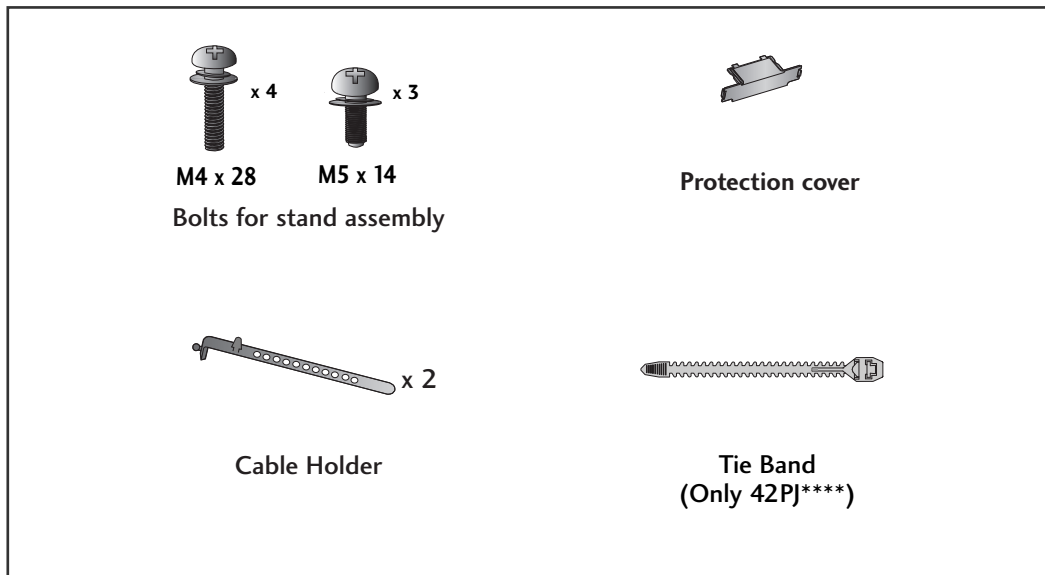 x 4
x 3
M4 x 28
M5 x 14
Bolts for stand assembly
Protection cover
x 2
Cable Holder
Tie Band
(Only 42PJ****)